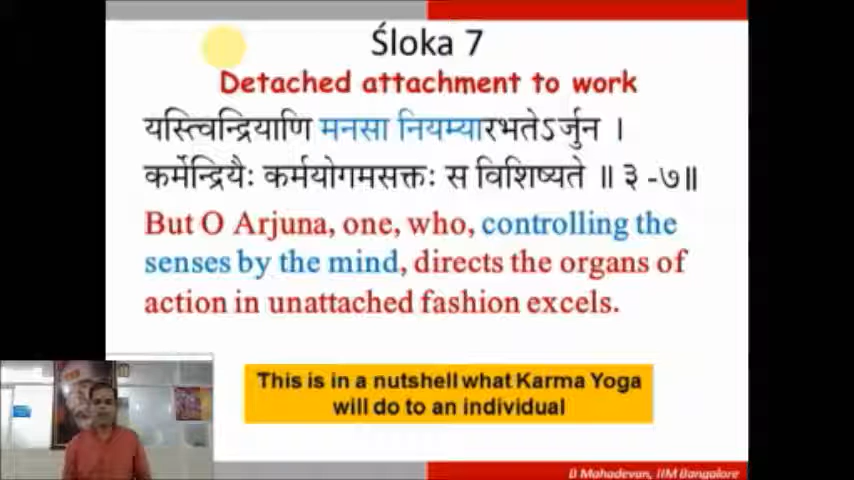 Śloka 7
Detached attachment to work
यस्त्विन्द्रियाणि मनसा नियम्यारभतेऽर्जुन ।
कर्मेन्द्रियैः कर्मयोगमसक्तः स विशिष्यते ॥ ३ -७॥
But O Arjuna, one, who, controlling the
senses by the mind, directs the organs of
action in unattached fashion excels.
This is in a nutshell what Karma Yoga
will do to an individual
B Mahadevan, IIM Bangalore